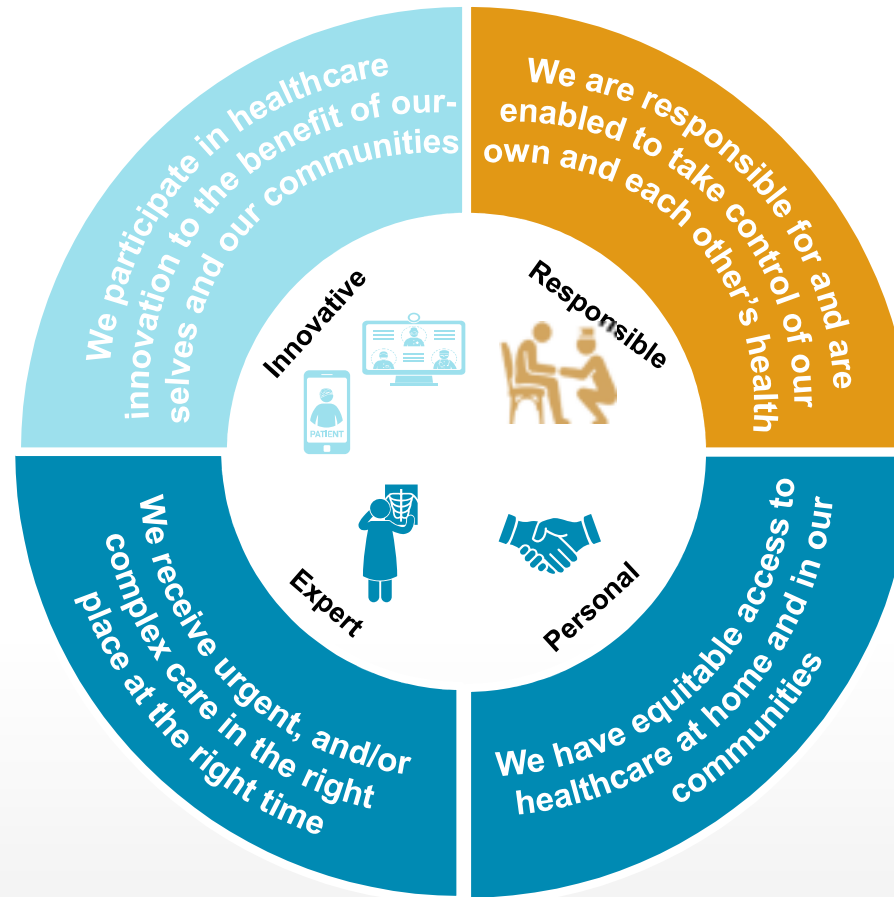 We participate in healthcare
innovation to the benefit of our-
selves and our communities
We are responsible for and are
enabled to take control of our
own and each other’s health
Innovative
Responsible
PATIENT
Expert
Personal
We receive urgent, and/or
complex care in the right
place at the right time
We have equitable access to
healthcare at home and in our
communities